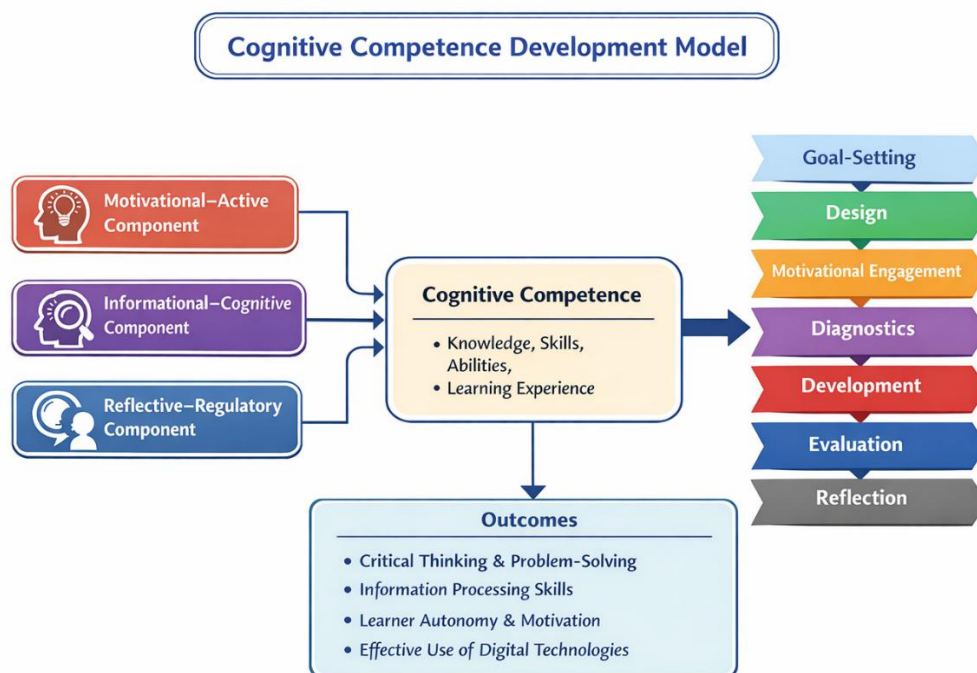 Cognitive Competence Development Model
Motivational–Active
Component
Informational–Cognitive
Component
Reflective–Regulatory
Component
Cognitive Competence
• Knowledge, Skills,
Abilities,
• Learning Experience
Outcomes
• Critical Thinking & Problem-Solving
• Information Processing Skills
• Learner Autonomy & Motivation
• Effective Use of Digital Technologies
Goal-Setting
Design
Motivational Engagement
Diagnostics
Development
Evaluation
Reflection